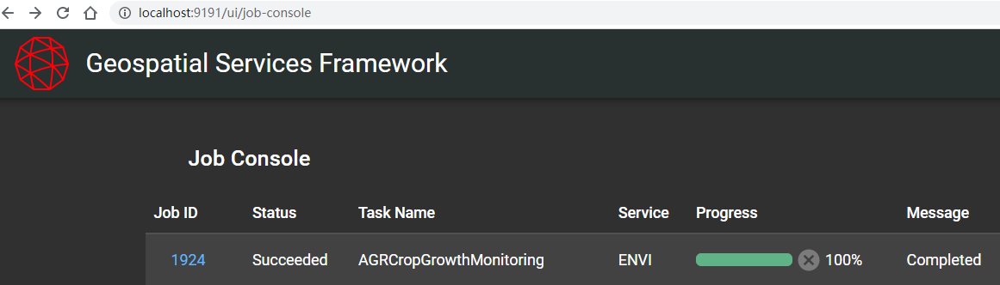 localhost:9191/ui/job-console
Geospatial Services Framework
Job Console
Job ID Status Task Name Service Progress Message
1924 Succeeded AGRCropGrowthMonitoring ENVI 100% Completed